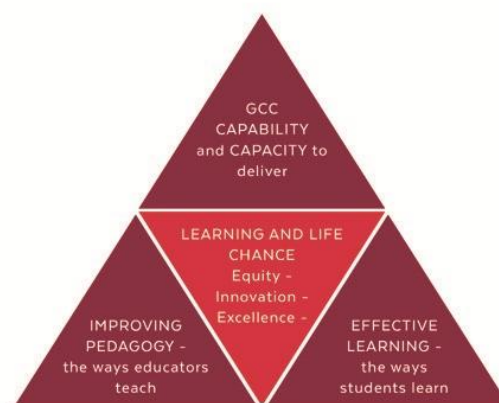 GCC
CAPABILITY
and CAPACITY to
deliver
LEARNING AND LIFE
CHANCE
Equity -
Innovation -
Excellence -
IMPROVING
PEDAGOGY -
the ways educators
teach
EFFECTIVE
LEARNING -
the ways
students learn